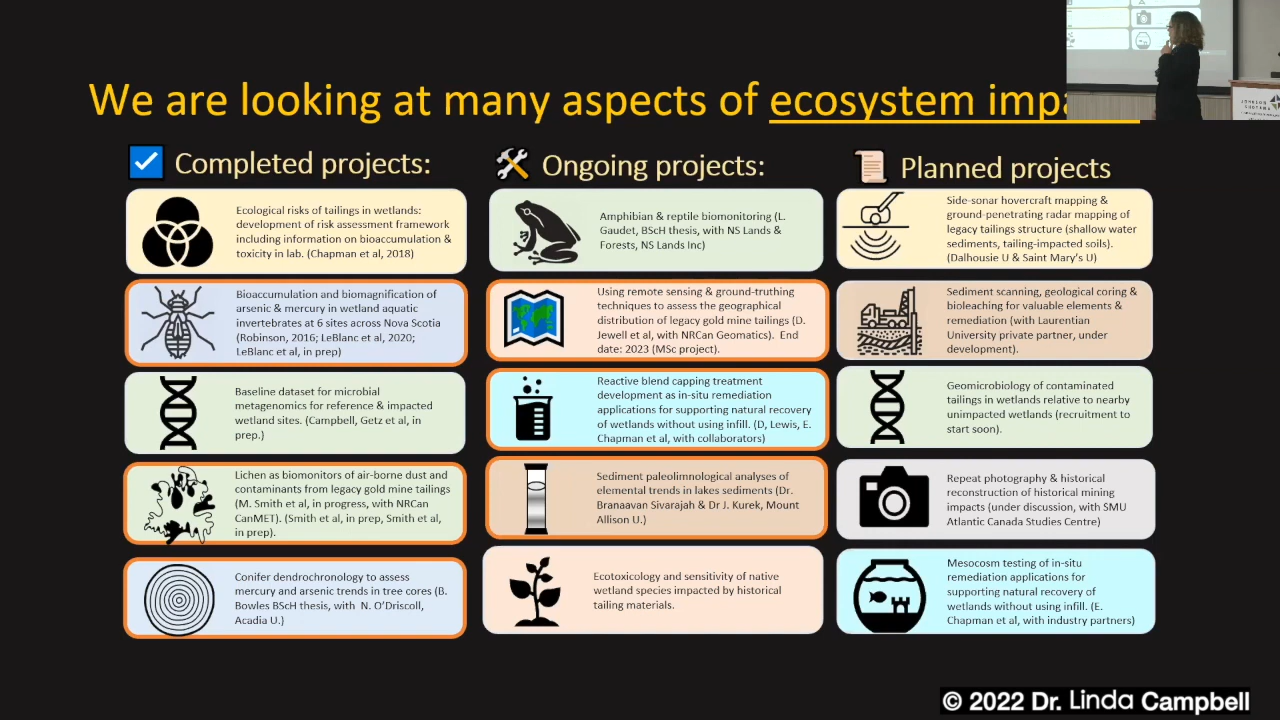 We are looking at many aspects of ecosystem
Completed projects:
Ecological risks of tailings in wetlands:
development of risk assessment framework
including information on bioaccumulation &
toxicity in lab. (Chapman et al, 2018)
Bioaccumulation and biomagnification of
arsenic & mercury in wetland aquatic
invertebrates at 6 sites across Nova Scotia
(Robinson, 2016; LeBlanc et al, 2020;
LeBlanc et al, in prep)
Baseline dataset for microbial
metagenomics for reference & impacted
wetland sites. (Campbell, Getz et al, in
prep.)
Lichen as biomonitors of air-borne dust and
contaminants from legacy gold mine tailings
(M. Smith et al, in progress, with NRCan
CanMET). (Smith et al, in prep, Smith et al,
in prep).
Conifer dendrochronology to assess
mercury and arsenic trends in tree cores (B.
Bowles BScH thesis, with N. O'Driscoll,
Acadia U.)
Ongoing projects:
Amphibian & reptile biomonitoring (L.
Gaudet, BScH thesis, with NS Lands &
Forests, NS Lands Inc)
Using remote sensing & ground-truthing
techniques to assess the geographical
distribution of legacy gold mine tailings (D.
Jewell et al, with NRCan Geomatics). End
date: 2023 (MSc project).
Reactive blend capping treatment
development as in-situ remediation
applications for supporting natural recovery
of wetlands without using infill. (D, Lewis, E.
Chapman et al, with collaborators)
Sediment paleolimnological analyses of
elemental trends in lakes sediments (Dr.
Branaavan Sivarajah & Dr J. Kurek, Mount
Allison U.)
Ecotoxicology and sensitivity of native
wetland species impacted by historical
tailing materials.
Planned projects
Side-sonar hovercraft mapping &
ground-penetrating radar mapping of
legacy tailings structure (shallow water
sediments, tailing-impacted soils).
(Dalhousie U & Saint Mary's U)
Sediment scanning, geological coring &
bioleaching for valuable elements &
remediation (with Laurentian
University private partner, under
development).
Geomicrobiology of contaminated
tailings in wetlands relative to nearby
unimpacted wetlands (recruitment to
start soon).
Repeat photography & historical
reconstruction of historical mining
impacts (under discussion, with SMU
Atlantic Canada Studies Centre)
Mesocosm testing of in-situ
remediation applications for
supporting natural recovery of
wetlands without using infill. (E.
Chapman et al, with industry partners)
© 2022 Dr. Linda Campbell